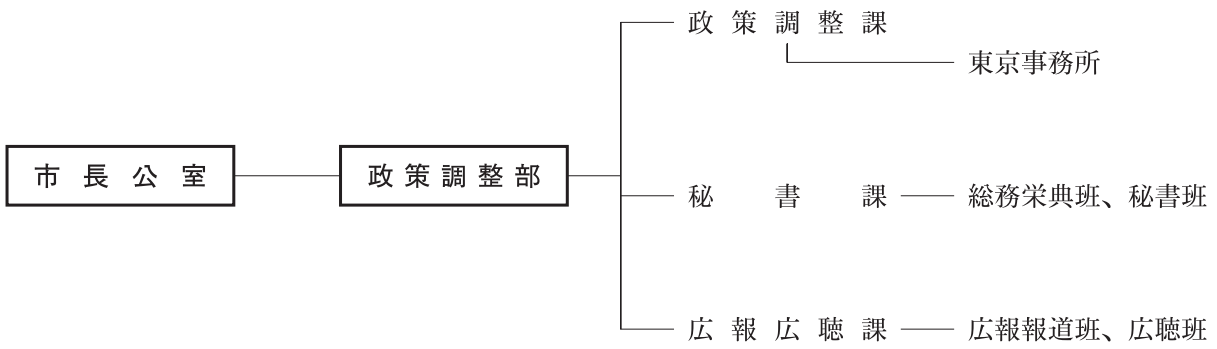 政策調整課
東京事務所
市長公室
政策調整部
秘書課
総務栄典班、秘書班
広報広聴課
広報報道班、広聴班